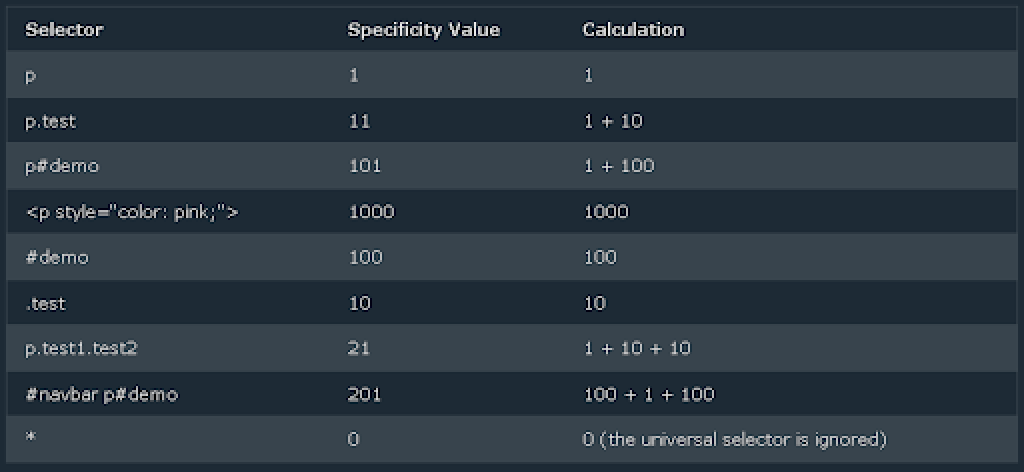 Selector Specificity Value Calculation
p 1 1
p.test 11 1 + 10
p#demo 101 1 + 100
<p style="color: pink;"> 1000 1000
#demo 100 100
.test 10 10
p.test1.test2 21 1 + 10 + 10
#navbar p#demo 201 100 + 1 + 100
* 0 0 (the universal selector is ignored)